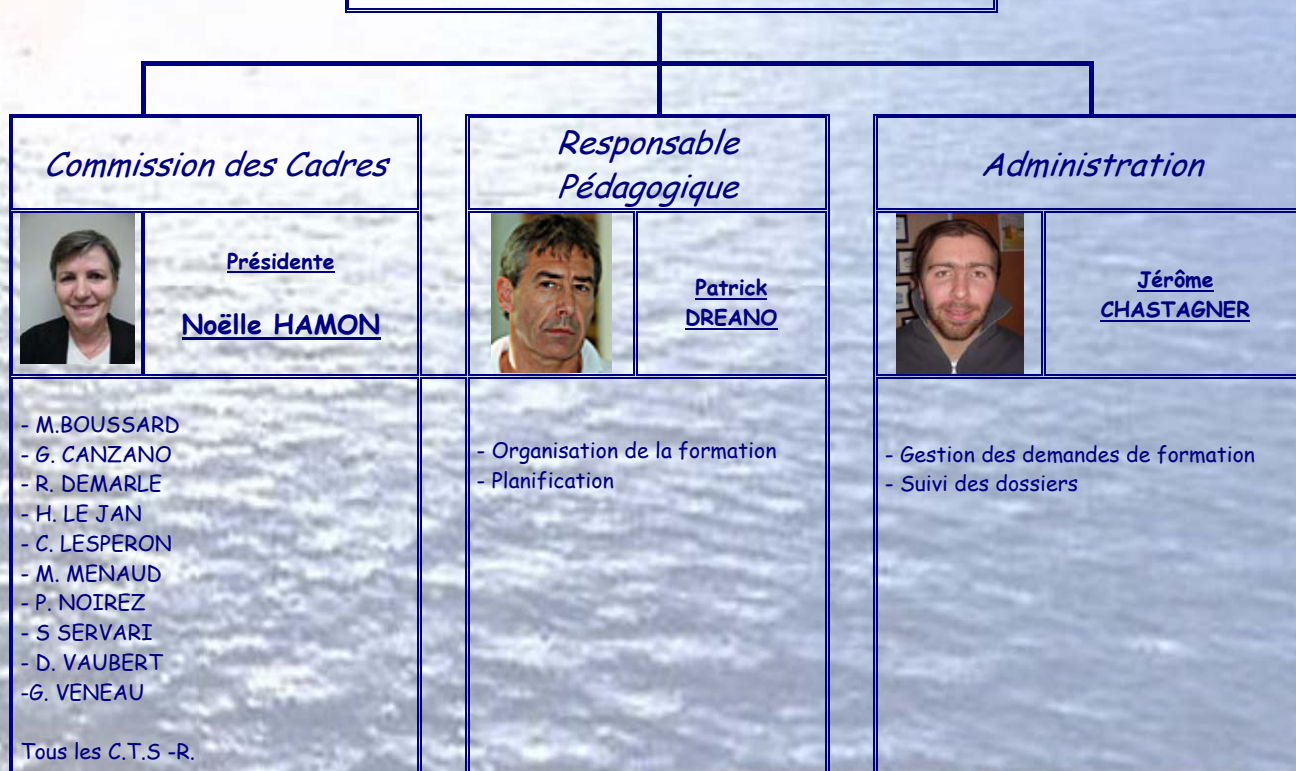 Commission des Cadres
Présidente
Noëlle HAMON
- M.BOUSSARD
- G. CANZANO
- R. DEMARLE
- H. LE JAN
- C. LESPERON
- M. MENAUD
- P. NOIREZ
- S SERVARI
- D. VAUBERT
-G. VENEAU
Tous les C.T.S -R.
Responsable
Pédagogique
Patrick
DREANO
- Organisation de la formation
- Planification
Administration
Jérôme
CHASTAGNER
- Gestion des demandes de formation
- Suivi des dossiers